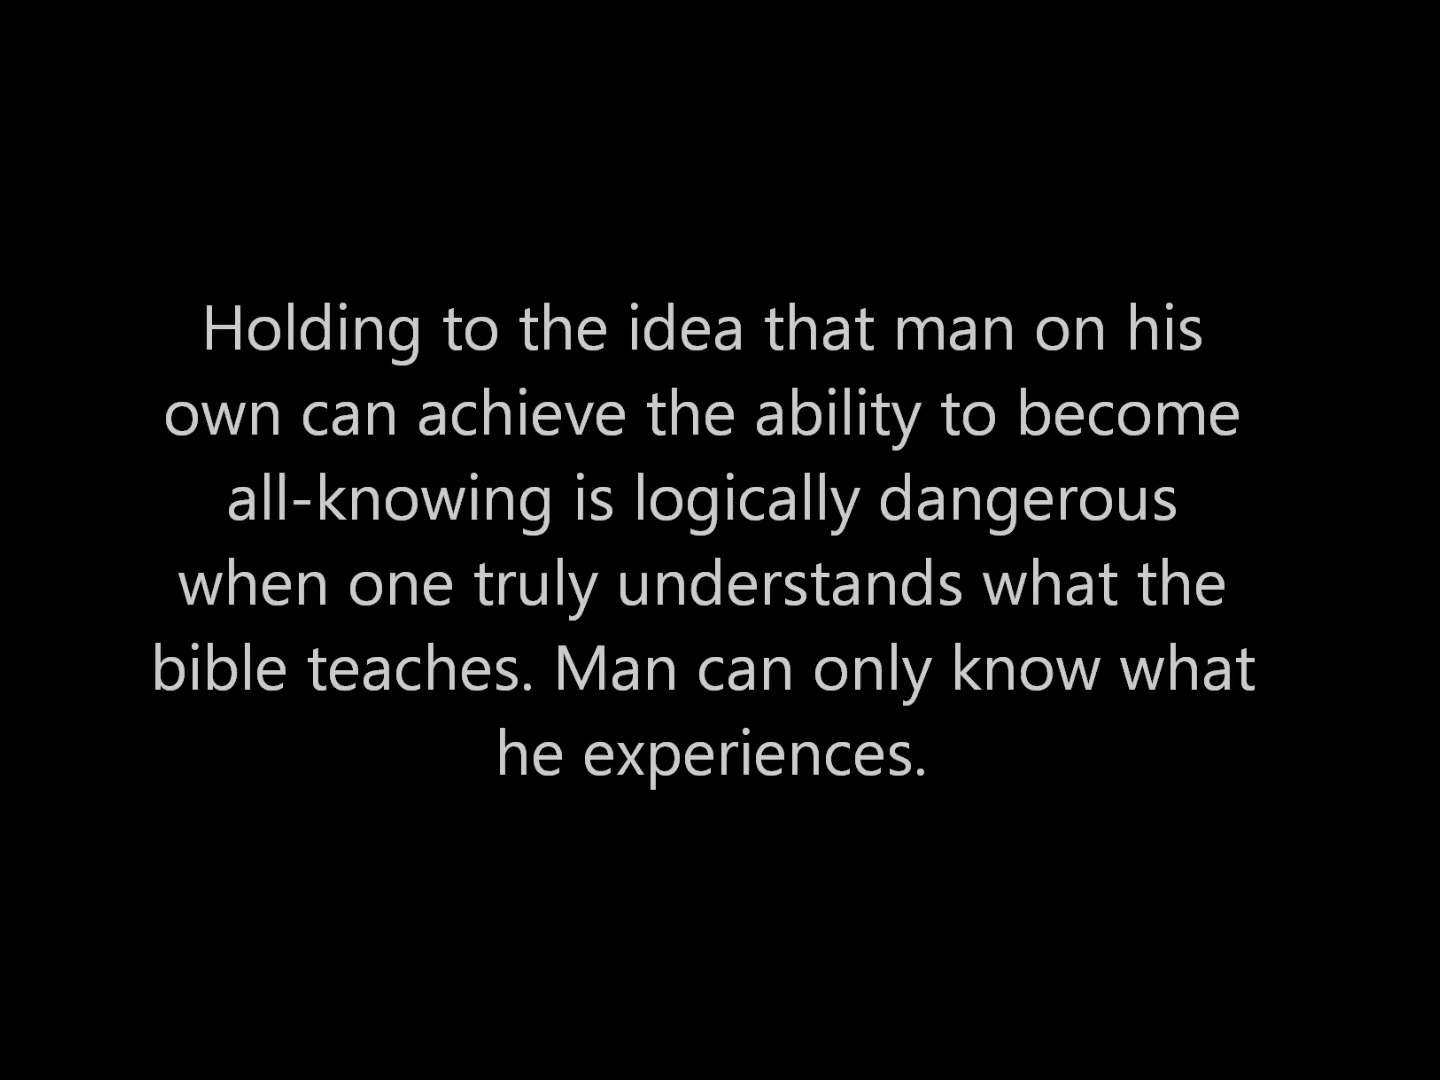 Holding to the idea that man on his
own can achieve the ability to become
all-knowing is logically dangerous
when one truly understands what the
bible teaches. Man can only know what
he experiences.